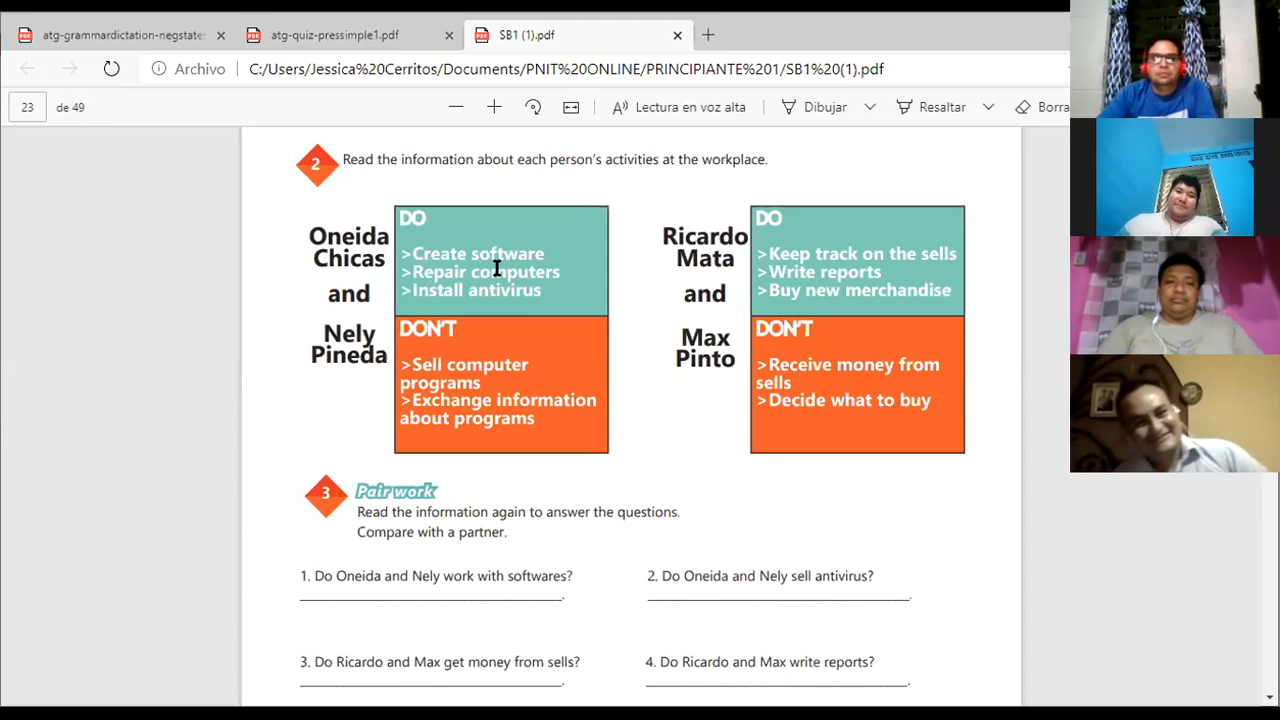 atg-grammardictation-negstate
atg-quiz-pressimple1.pdf
SB1 (1).pdf
Archivo
C:/Users/Jessica%20Cerritos/Documents/PNIT%20ONLINE/PRINCIPIANTE%201/SB1%20(1).pdf
23
de 49
Lectura en voz alta
Dibujar
Resaltar
Borra
2
Read the information about each person's activities at the workplace.
Oneida
Chicas
and
Nely
Pineda
DO
>Create software
>Repair computers
>Install antivirus
DON'T
>Sell computer
programs
>Exchange information
about programs
Ricardo
Mata
and
Max
Pinto
DO
>Keep track on the sells
>Write reports
>Buy new merchandise
DON'T
>Receive money from
sells
>Decide what to buy
3
Pair work
Read the information again to answer the questions.
Compare with a partner.
1. Do Oneida and Nely work with softwares?
2. Do Oneida and Nely sell antivirus?
3. Do Ricardo and Max get money from sells?
4. Do Ricardo and Max write reports?